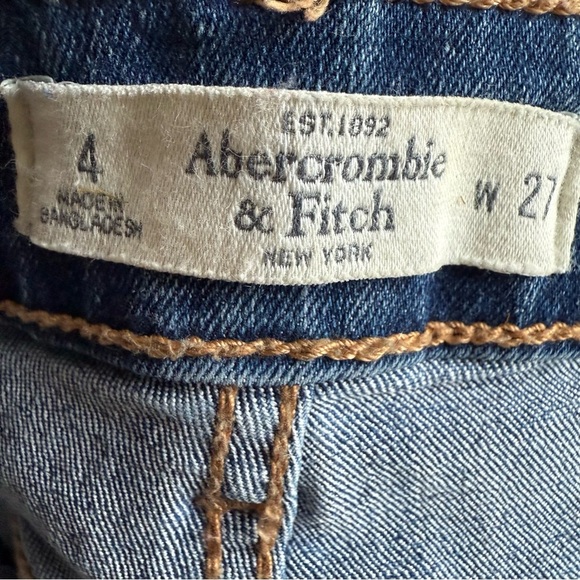 4
MADE IN
BANGLADESH
EST.1892
Abercrombie
& Fitch
NEW YORK
W 27